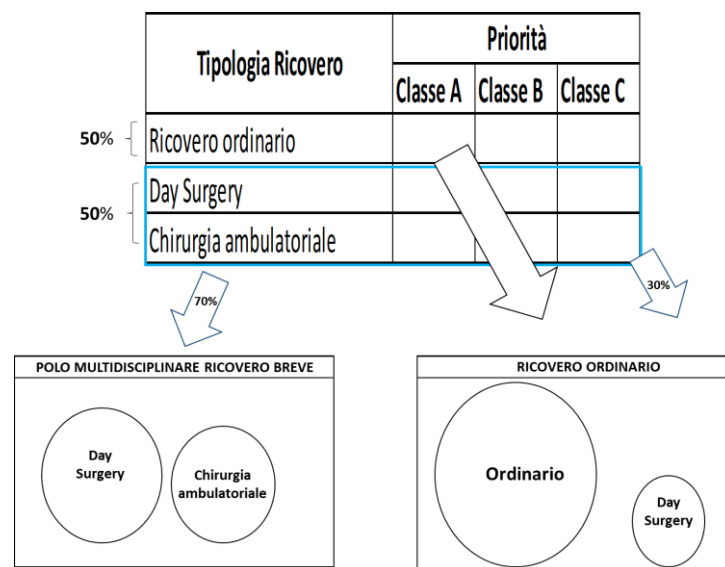 Tipologia Ricovero
Priorità
Classe A
Classe B
Classe C
50%
Ricovero ordinario
50%
Day Surgery
Chirurgia ambulatoriale
70%
30%
POLO MULTIDISCIPLINARE RICOVERO BREVE
Day
Surgery
Chirurgia
ambulatoriale
RICOVERO ORDINARIO
Ordinario
Day
Surgery